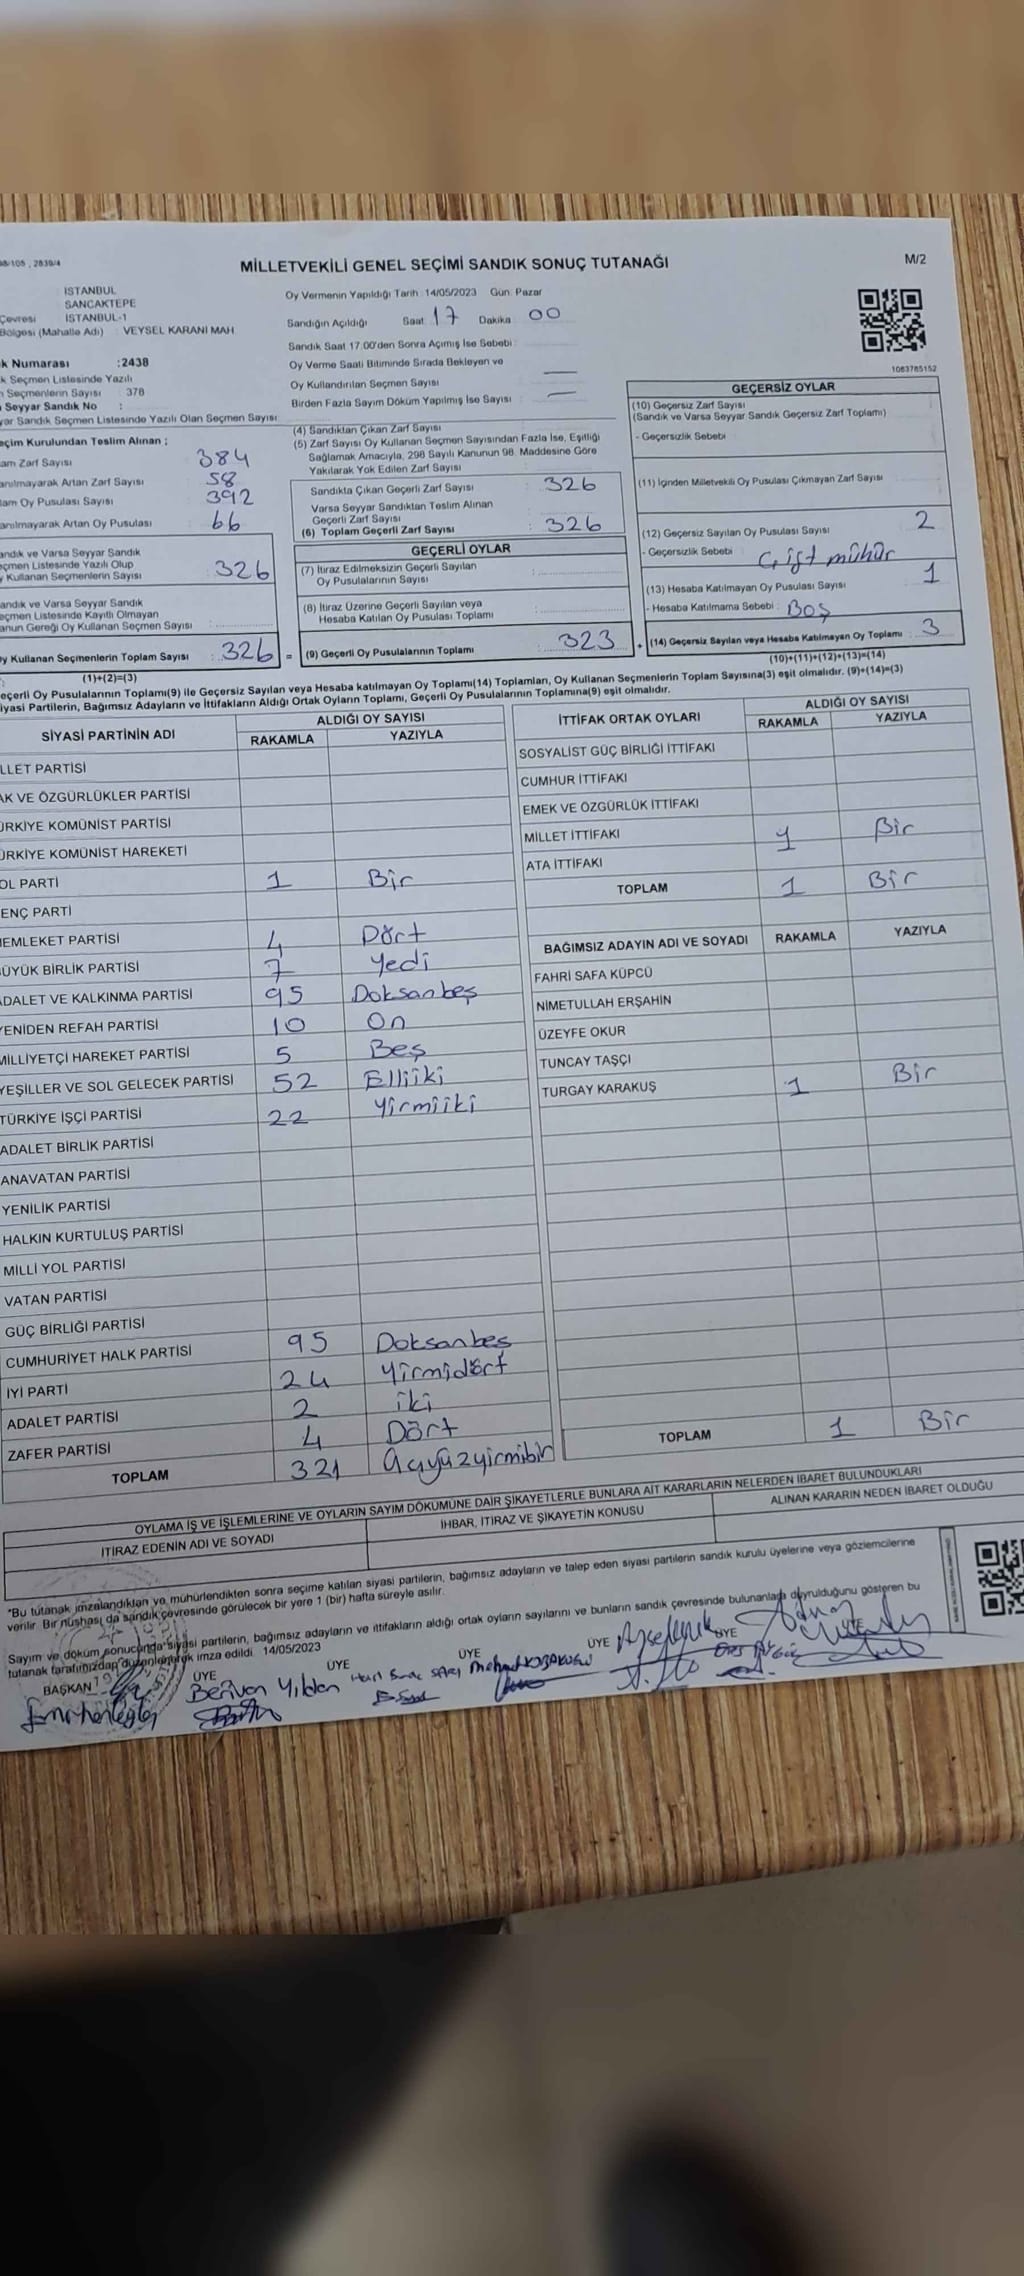 98/105 , 2839/4
MİLLETVEKİLİ GENEL SEÇİMİ SANDIK SONUÇ TUTANAĞI
M/2
İSTANBUL
SANCAKTEPE
Çevresi İSTANBUL-1
Bölgesi (Mahalle Adı) : VEYSEL KARANİ MAH
Oy Vermenin Yapıldığı Tarih :14/05/2023 Gün: Pazar
Sandığın Açıldığı Saat 17 Dakika 00
Sandık Saat 17:00'den Sonra Açımış İse Sebebi :
Oy Verme Saati Bitiminde Sırada Bekleyen ve
Oy Kullandırılan Seçmen Sayısı —
Birden Fazla Sayım Döküm Yapılmış İse Sayısı : —
1083785152
k Numarası :2438
k Seçmen Listesinde Yazılı
Seçmenlerin Sayısı : 378
Seyyar Sandık No :
yar Sandık Seçmen Listesinde Yazılı Olan Seçmen Sayısı:
eçim Kurulundan Teslim Alınan ;
am Zarf Sayısı 384
anılmayarak Artan Zarf Sayısı 58
lam Oy Pusulası Sayısı 392
anılmayarak Artan Oy Pusulası : 66
andık ve Varsa Seyyar Sandık
çmen Listesinde Yazılı Olup
y Kullanan Seçmenlerin Sayısı : 326
andık ve Varsa Seyyar Sandık
çmen Listesinde Kayıtlı Olmayan
anun Gereği Oy Kullanan Seçmen Sayısı :
y Kullanan Seçmenlerin Toplam Sayısı : 326 =
(1)+(2)=(3)
(4) Sandıktan Çıkan Zarf Sayısı :
(5) Zarf Sayısı Oy Kullanan Seçmen Sayısından Fazla İse, Eşitliği
Sağlamak Amacıyla, 298 Sayılı Kanunun 98. Maddesine Göre
Yakılarak Yok Edilen Zarf Sayısı :
Sandıkta Çıkan Geçerli Zarf Sayısı : 326
Varsa Seyyar Sandıktan Teslim Alınan
Geçerli Zarf Sayısı :
(6) Toplam Geçerli Zarf Sayısı : 326
GEÇERLİ OYLAR
(7) İtiraz Edilmeksizin Geçerli Sayılan
Oy Pusulalarının Sayısı :
(8) İtiraz Üzerine Geçerli Sayılan veya
Hesaba Katılan Oy Pusulası Toplamı :
(9) Geçerli Oy Pusulalarının Toplamı : 323 +
GEÇERSİZ OYLAR
(10) Geçersiz Zarf Sayısı
(Sandık ve Varsa Seyyar Sandık Geçersiz Zarf Toplamı) :
- Geçersizlik Sebebi :
(11) İçinden Milletvekili Oy Pusulası Çıkmayan Zarf Sayısı :
(12) Geçersiz Sayılan Oy Pusulası Sayısı : 2
- Geçersizlik Sebebi : Çift mühür
(13) Hesaba Katılmayan Oy Pusulası Sayısı : 1
- Hesaba Katılmama Sebebi : Boş
(14) Geçersiz Sayılan veya Hesaba Katılmayan Oy Toplamı : 3
(10)+(11)+(12)+(13)=(14)
eçerli Oy Pusulalarının Toplamı(9) ile Geçersiz Sayılan veya Hesaba katılmayan Oy Toplamı(14) Toplamları, Oy Kullanan Seçmenlerin Toplam Sayısına(3) eşit olmalıdır. (9)+(14)=(3)
iyasi Partilerin, Bağımsız Adayların ve İttifakların Aldığı Ortak Oyların Toplamı, Geçerli Oy Pusulalarının Toplamına(9) eşit olmalıdır.
SİYASİ PARTİNİN ADI
ALDIĞI OY SAYISI
RAKAMLA YAZIYLA
LLET PARTİSİ
AK VE ÖZGÜRLÜKLER PARTİSİ
ÜRKİYE KOMÜNİST PARTİSİ
ÜRKİYE KOMÜNİST HAREKETİ
OL PARTİ 1 Bir
ENÇ PARTİ
EMLEKET PARTİSİ 4 Dört
ÜYÜK BİRLİK PARTİSİ 7 Yedi
ADALET VE KALKINMA PARTİSİ 95 Doksanbeş
YENİDEN REFAH PARTİSİ 10 On
MİLLİYETÇİ HAREKET PARTİSİ 5 Beş
YEŞİLLER VE SOL GELECEK PARTİSİ 52 Elliiki
TÜRKİYE İŞÇİ PARTİSİ 22 Yirmiiki
ADALET BİRLİK PARTİSİ
ANAVATAN PARTİSİ
YENİLİK PARTİSİ
HALKIN KURTULUŞ PARTİSİ
MİLLİ YOL PARTİSİ
VATAN PARTİSİ
GÜÇ BİRLİĞİ PARTİSİ
CUMHURİYET HALK PARTİSİ 95 Doksanbeş
İYİ PARTİ 24 Yirmidört
ADALET PARTİSİ 2 iki
ZAFER PARTİSİ 4 Dört
TOPLAM 321 Üçyüzyirmibir
İTTİFAK ORTAK OYLARI
ALDIĞI OY SAYISI
RAKAMLA YAZIYLA
SOSYALİST GÜÇ BİRLİĞİ İTTİFAKI
CUMHUR İTTİFAKI
EMEK VE ÖZGÜRLÜK İTTİFAKI
MİLLET İTTİFAKI 1 Bir
ATA İTTİFAKI
TOPLAM 1 Bir
BAĞIMSIZ ADAYIN ADI VE SOYADI RAKAMLA YAZIYLA
FAHRİ SAFA KÜPCÜ
NİMETULLAH ERŞAHİN
ÜZEYFE OKUR
TUNCAY TAŞÇI
TURGAY KARAKUŞ 1 Bir
TOPLAM 1 Bir
OYLAMA İŞ VE İŞLEMLERİNE VE OYLARIN SAYIM DÖKÜMÜNE DAİR ŞİKAYETLERLE BUNLARA AİT KARARLARIN NELERDEN İBARET BULUNDUKLARI
İTİRAZ EDENİN ADI VE SOYADI
İHBAR, İTİRAZ VE ŞİKAYETİN KONUSU
ALINAN KARARIN NEDEN İBARET OLDUĞU
"Bu tutanak imzalandıktan ve mühürlendikten sonra seçime katılan siyasi partilerin, bağımsız adayların ve talep eden siyasi partilerin sandık kurulu üyelerine veya gözlemcilerine
verilir. Bir nüshası da sandık çevresinde görülecek bir yere 1 (bir) hafta süreyle asılır.
Sayım ve döküm sonucunda siyasi partilerin, bağımsız adayların ve ittifakların aldığı ortak oyların sayılarını ve bunların sandık çevresinde bulunanlara duyrulduğunu gösteren bu
tutanak tarafımızdan düzenlenerek imza edildi. 14/05/2023
BAŞKAN ÜYE ÜYE ÜYE ÜYE ÜYE ÜYE
Berivan Yıldan